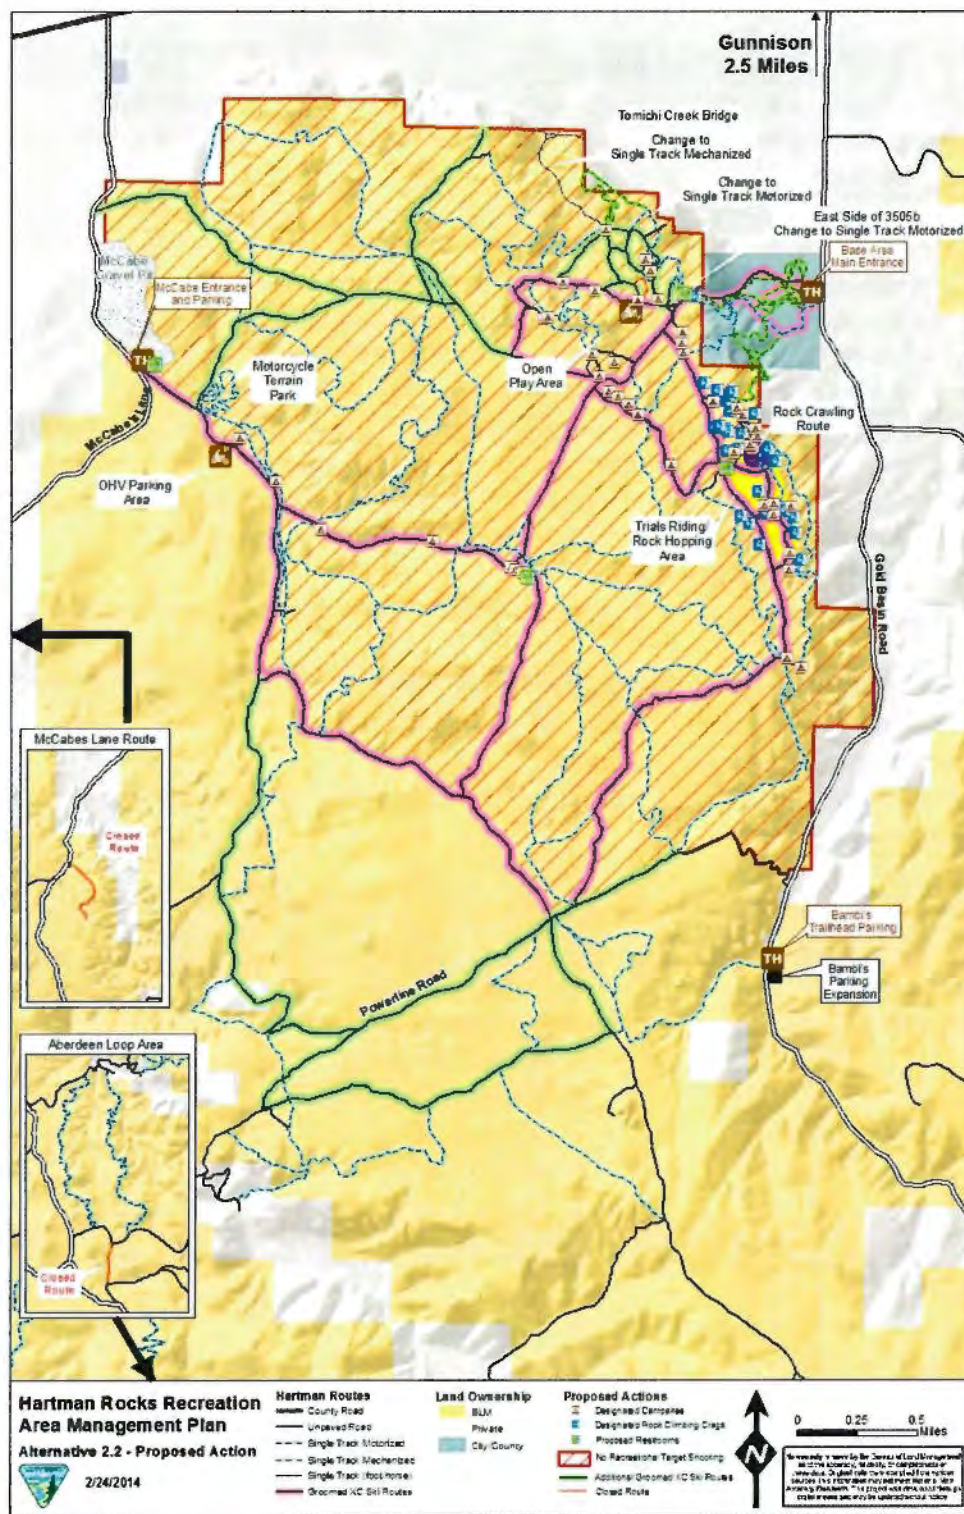 Gunnison
2.5 Miles
Tomichi Creek Bridge
Change to
Single Track Mechanized
Change to
Single Track Motorized
East Side of 3505b
Change to Single Track Motorized
Base Area
Main Entrance
TH
McCabe
Gravel Pit
McCabe Entrance
and Parking
TH
Motorcycle
Terrain
Park
Open
Play Area
Rock Crawling
Route
McCabe's Lane
OHV Parking
Area
Trials Riding/
Rock Hopping
Area
Gold Basin Road
McCabes Lane Route
Closed
Route
Bambi's
Trailhead Parking
TH
Bambi's
Parking
Expansion
Powerline Road
Aberdeen Loop Area
Closed
Route
Hartman Rocks Recreation
Area Management Plan
Alternative 2.2 - Proposed Action
2/24/2014
Hartman Routes
County Road
Unpaved Road
Single Track Motorized
Single Track Mechanized
Single Track (foot/horse)
Groomed XC Ski Routes
Land Ownership
BLM
Private
City/County
Proposed Actions
Designated Campsites
Designated Rock Climbing Crags
Proposed Restrooms
No Recreational Target Shooting
Additional Groomed XC Ski Routes
Closed Route
N
0 0.25 0.5
Miles